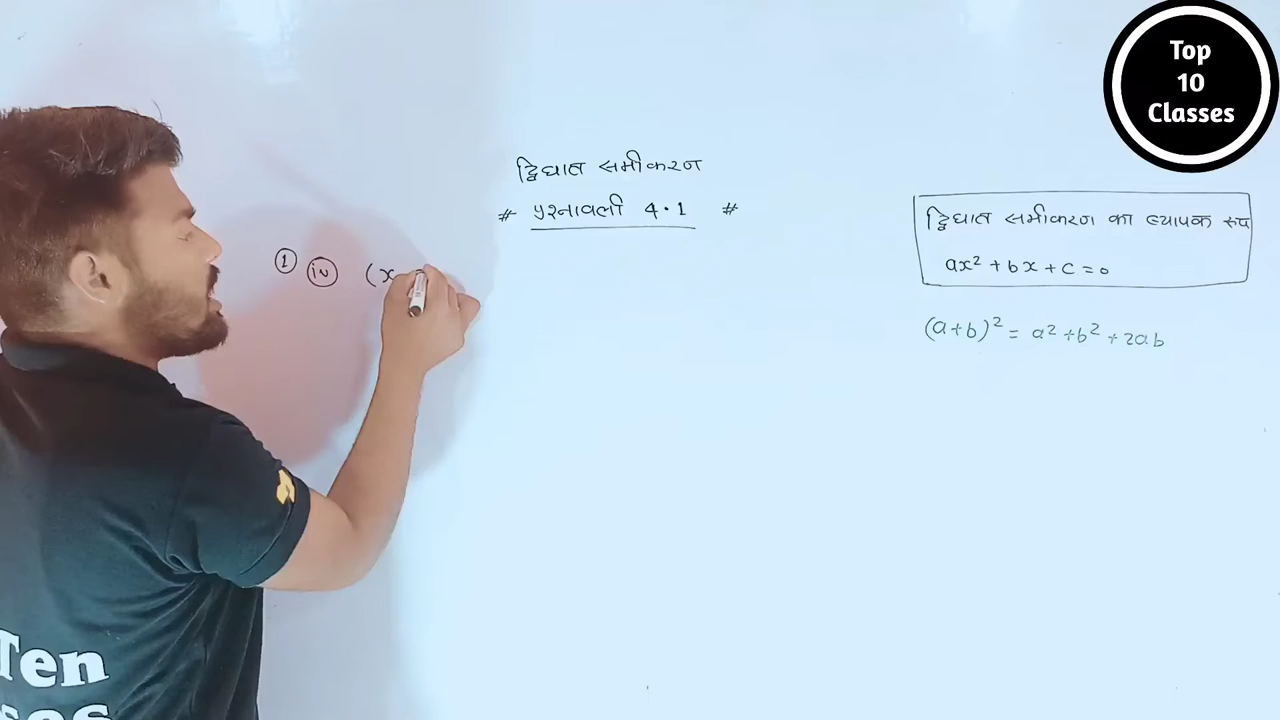 Top
10
Classes
द्विघात समीकरण
# प्रश्नावली 4.1 #
द्विघात समीकरण का व्यापक रूप
ax² + bx + c = 0
(a+b)² = a² + b² + 2ab
① ⓘⓥ (x
Ten